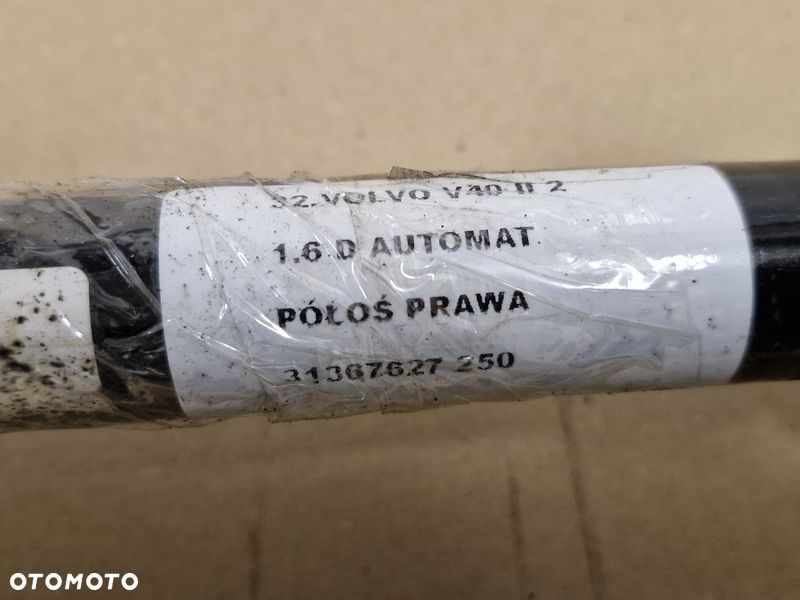 32.VOLVO V40 II 2
1.6 D AUTOMAT
PÓŁOŚ PRAWA
31367627 250
OTOMOTO